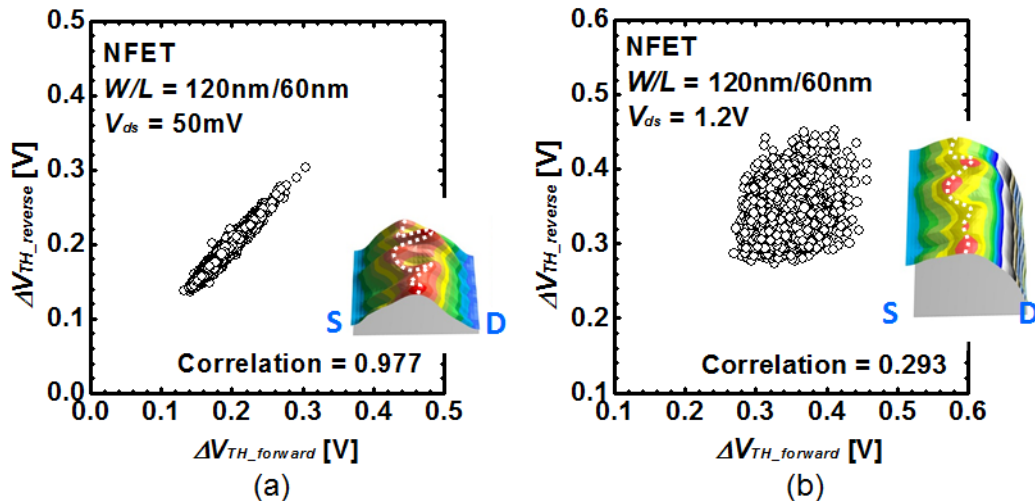 0.5
0.4
0.3
0.2
0.1
0.0
ΔV_TH_reverse [V]
NFET
W/L = 120nm/60nm
V_ds = 50mV
S
D
Correlation = 0.977
0.0 0.1 0.2 0.3 0.4 0.5
ΔV_TH_forward [V]
(a)
0.6
0.5
0.4
0.3
0.2
0.1
ΔV_TH_reverse [V]
NFET
W/L = 120nm/60nm
V_ds = 1.2V
S
D
Correlation = 0.293
0.1 0.2 0.3 0.4 0.5 0.6
ΔV_TH_forward [V]
(b)